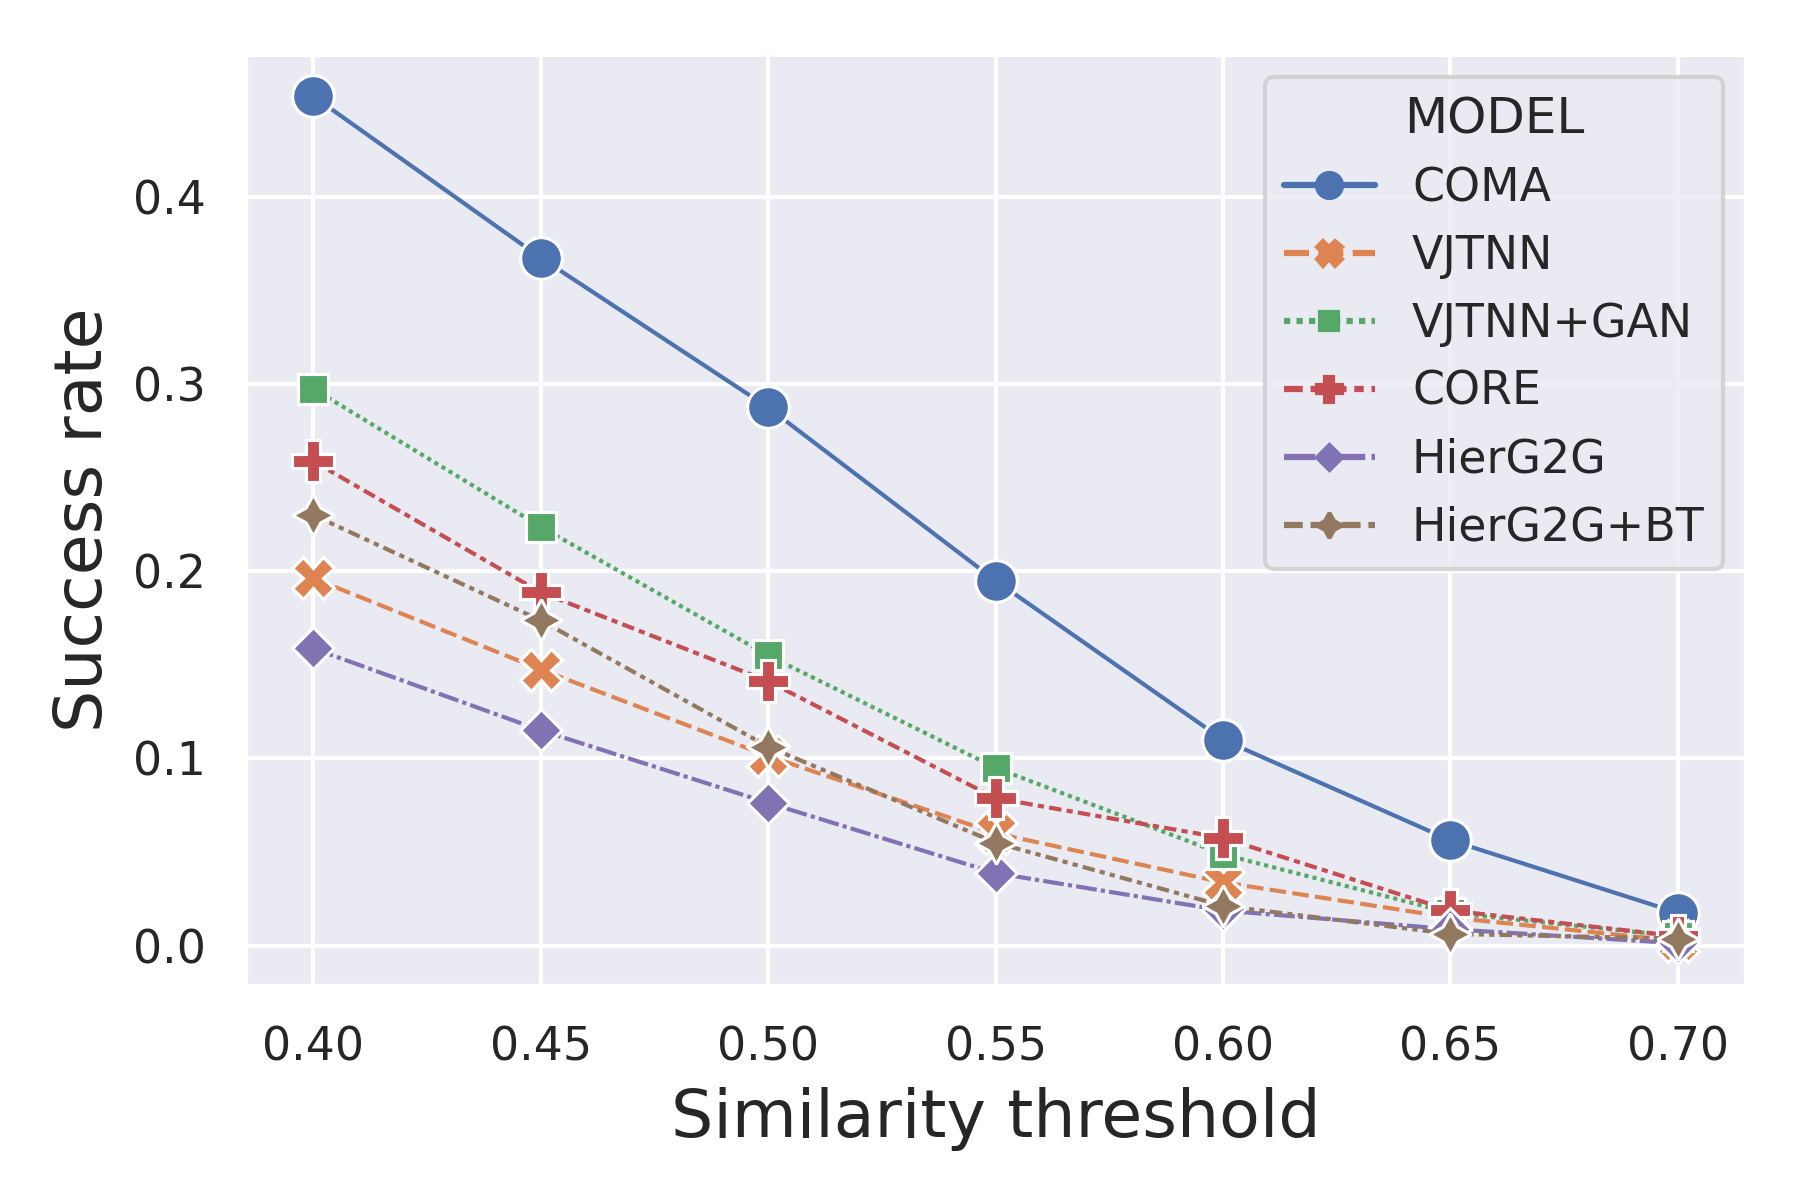 Success rate
0.4
0.3
0.2
0.1
0.0
MODEL
COMA
VJTNN
VJTNN+GAN
CORE
HierG2G
HierG2G+BT
0.40 0.45 0.50 0.55 0.60 0.65 0.70
Similarity threshold